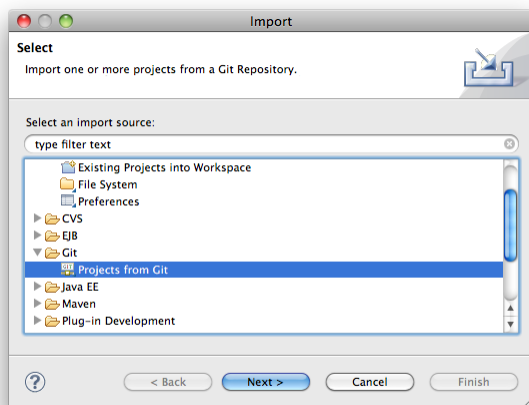 Import
Select
Import one or more projects from a Git Repository.
Select an import source:
type filter text
Existing Projects into Workspace
File System
Preferences
CVS
EJB
Git
GIT Projects from Git
Java EE
Maven
Plug-in Development
? < Back Next > Cancel Finish